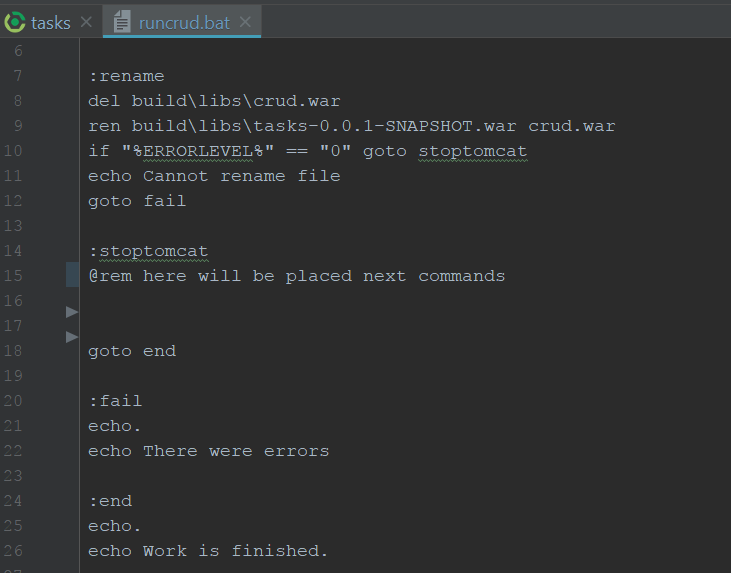 tasks runcrud.bat
6
7 :rename
8 del build\libs\crud.war
9 ren build\libs\tasks-0.0.1-SNAPSHOT.war crud.war
10 if "%ERRORLEVEL%" == "0" goto stoptomcat
11 echo Cannot rename file
12 goto fail
13
14 :stoptomcat
15 @rem here will be placed next commands
16
17
18 goto end
19
20 :fail
21 echo.
22 echo There were errors
23
24 :end
25 echo.
26 echo Work is finished.